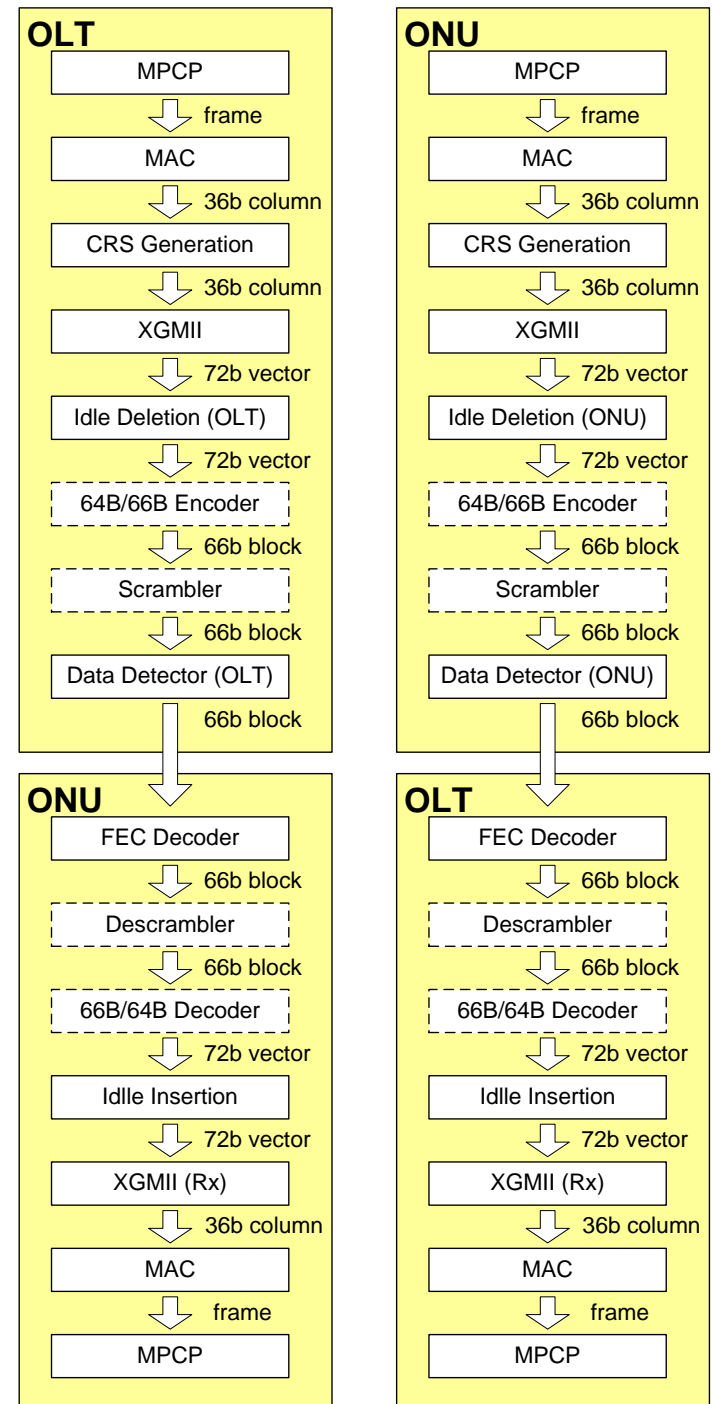 OLT
MPCP
frame
MAC
36b column
CRS Generation
36b column
XGMII
72b vector
Idle Deletion (OLT)
72b vector
64B/66B Encoder
66b block
Scrambler
66b block
Data Detector (OLT)
66b block
ONU
FEC Decoder
66b block
Descrambler
66b block
66B/64B Decoder
72b vector
Idlle Insertion
72b vector
XGMII (Rx)
36b column
MAC
frame
MPCP
ONU
MPCP
frame
MAC
36b column
CRS Generation
36b column
XGMII
72b vector
Idle Deletion (ONU)
72b vector
64B/66B Encoder
66b block
Scrambler
66b block
Data Detector (ONU)
66b block
OLT
FEC Decoder
66b block
Descrambler
66b block
66B/64B Decoder
72b vector
Idlle Insertion
72b vector
XGMII (Rx)
36b column
MAC
frame
MPCP